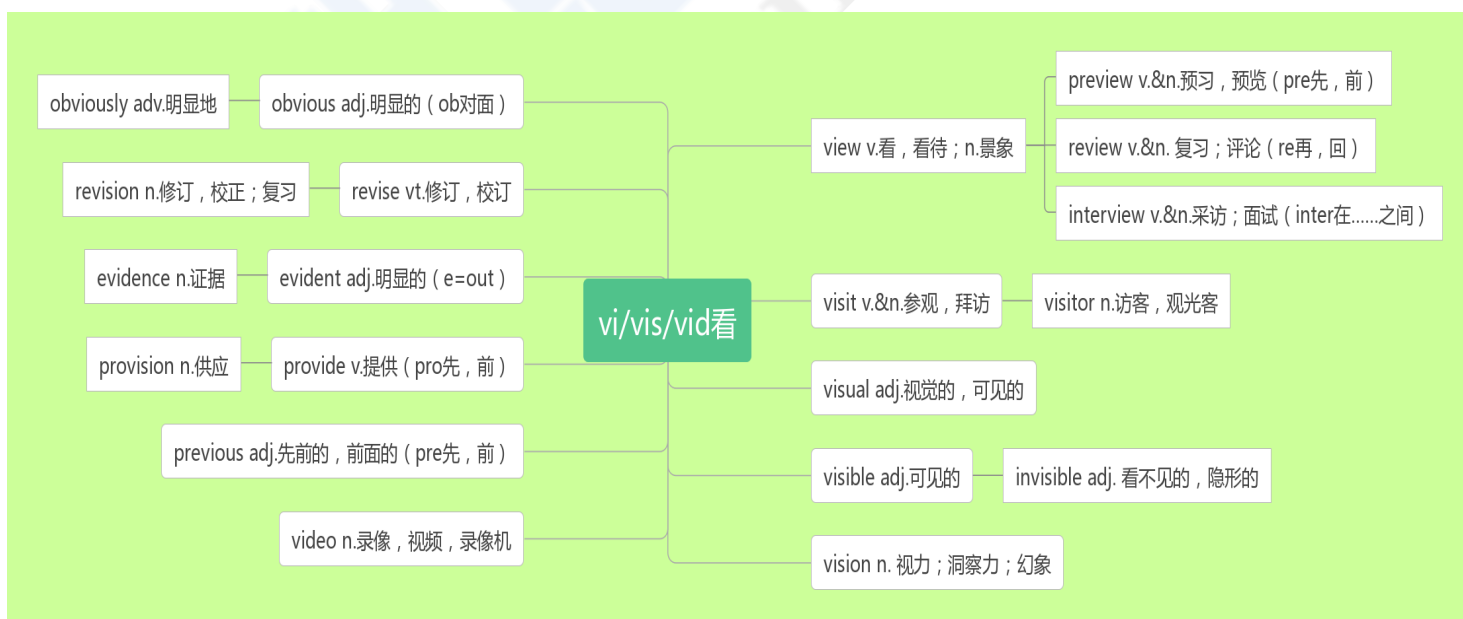 vi/vis/vid看
view v.看，看待；n.景象
preview v.&n.预习，预览（pre先，前）
review v.&n. 复习；评论（re再，回）
interview v.&n.采访；面试（inter在......之间）
visit v.&n.参观，拜访
visitor n.访客，观光客
visual adj.视觉的，可见的
visible adj.可见的
invisible adj. 看不见的，隐形的
vision n. 视力；洞察力；幻象
obvious adj.明显的（ob对面）
obviously adv.明显地
revise vt.修订，校订
revision n.修订，校正；复习
evident adj.明显的（e=out）
evidence n.证据
provide v.提供（pro先，前）
provision n.供应
previous adj.先前的，前面的（pre先，前）
video n.录像，视频，录像机